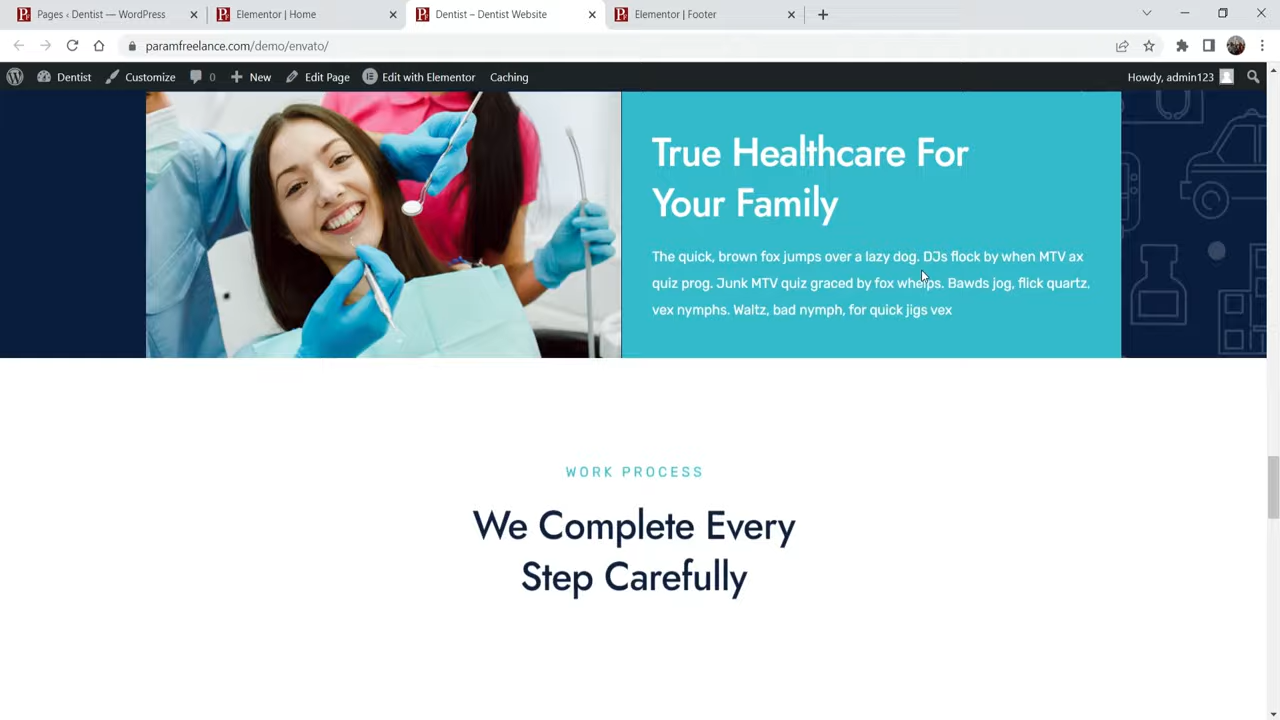 Pages ‹ Dentist — WordPress
Elementor | Home
Dentist – Dentist Website
Elementor | Footer
paramfreelance.com/demo/envato/
Dentist
Customize
0
New
Edit Page
Edit with Elementor
Caching
Howdy, admin123
True Healthcare For
Your Family
The quick, brown fox jumps over a lazy dog. DJs flock by when MTV ax
quiz prog. Junk MTV quiz graced by fox whelps. Bawds jog, flick quartz,
vex nymphs. Waltz, bad nymph, for quick jigs vex
WORK PROCESS
We Complete Every
Step Carefully